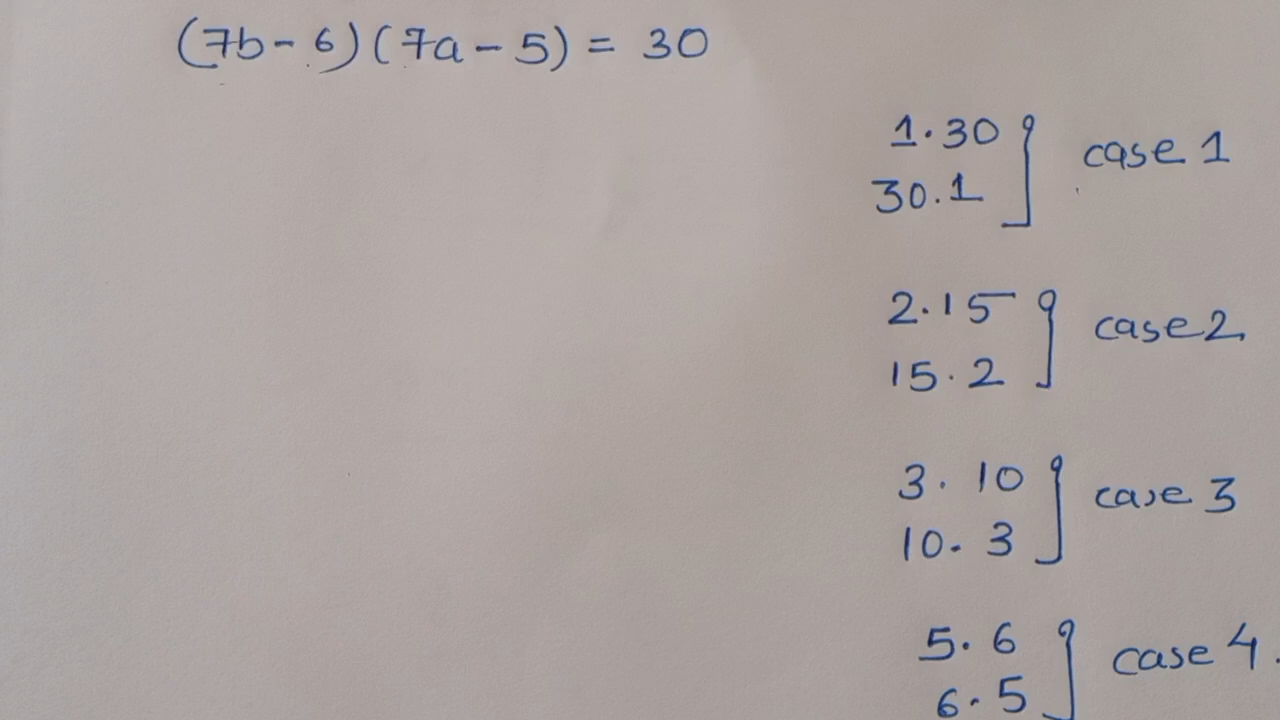 (7b - 6)(7a - 5) = 30
1.30
30.1
case 1
2.15
15.2
case 2
3. 10
10. 3
case 3
5. 6
6. 5
case 4.